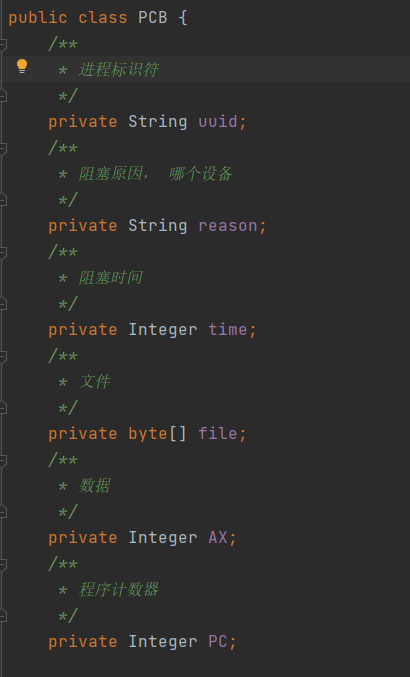 public class PCB {
/**
* 进程标识符
*/
private String uuid;
/**
* 阻塞原因， 哪个设备
*/
private String reason;
/**
* 阻塞时间
*/
private Integer time;
/**
* 文件
*/
private byte[] file;
/**
* 数据
*/
private Integer AX;
/**
* 程序计数器
*/
private Integer PC;